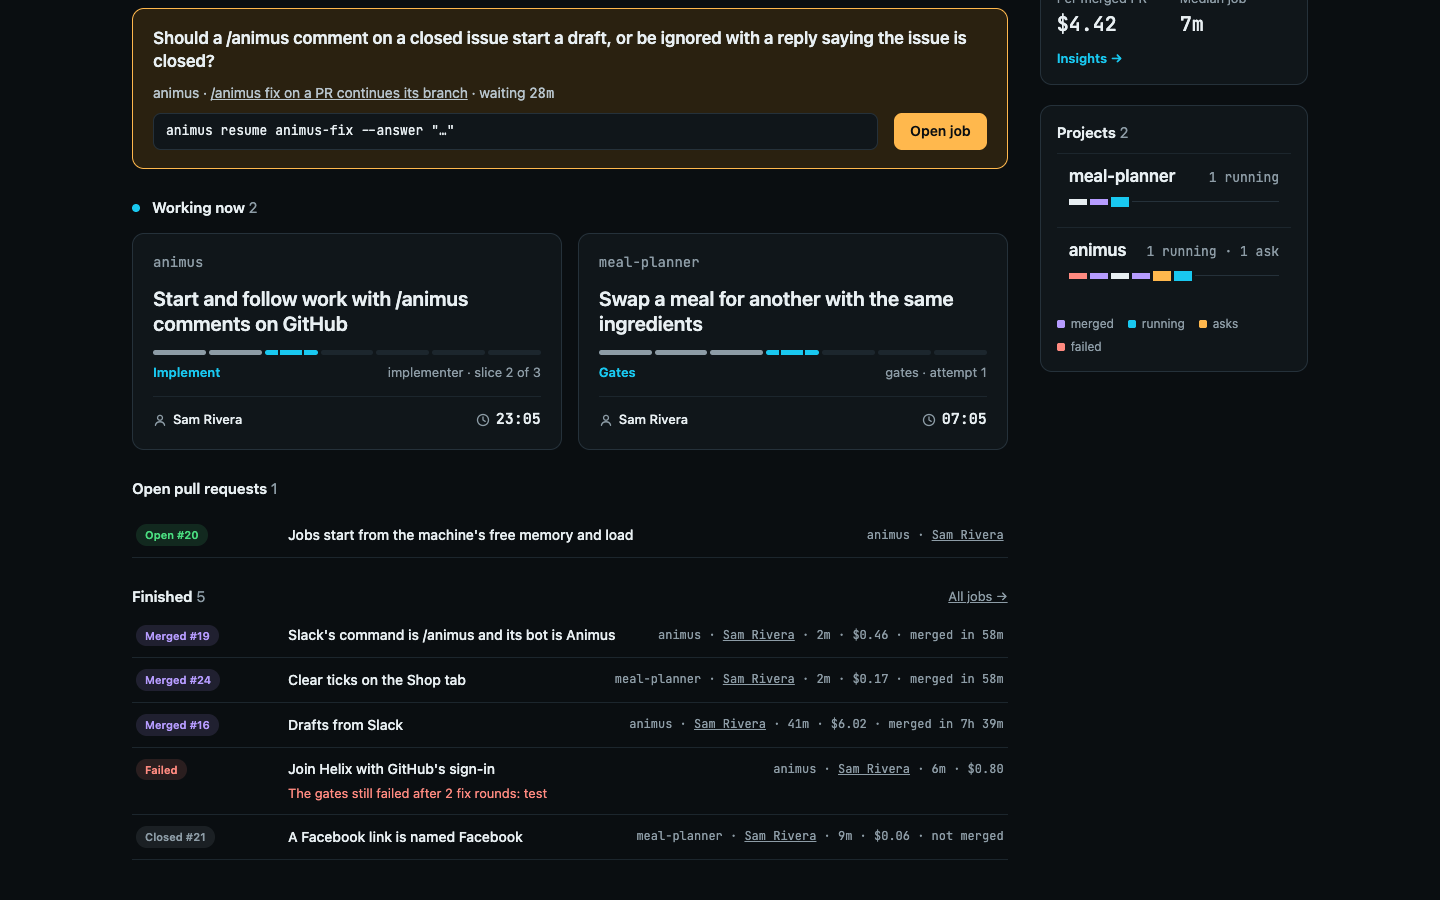 Should a /animus comment on a closed issue start a draft, or be ignored with a reply saying the issue is
closed?
animus · /animus fix on a PR continues its branch · waiting 28m
animus resume animus-fix --answer "…"
Open job
Working now 2
animus
Start and follow work with /animus
comments on GitHub
Implement
implementer · slice 2 of 3
Sam Rivera
23:05
meal-planner
Swap a meal for another with the same
ingredients
Gates
gates · attempt 1
Sam Rivera
07:05
Open pull requests 1
Open #20
Jobs start from the machine's free memory and load
animus · Sam Rivera
Finished 5
All jobs →
Merged #19
Slack's command is /animus and its bot is Animus
animus · Sam Rivera · 2m · $0.46 · merged in 58m
Merged #24
Clear ticks on the Shop tab
meal-planner · Sam Rivera · 2m · $0.17 · merged in 58m
Merged #16
Drafts from Slack
animus · Sam Rivera · 41m · $6.02 · merged in 7h 39m
Failed
Join Helix with GitHub's sign-in
animus · Sam Rivera · 6m · $0.80
The gates still failed after 2 fix rounds: test
Closed #21
A Facebook link is named Facebook
meal-planner · Sam Rivera · 9m · $0.06 · not merged
Per merged PR
Median job
$4.42
7m
Insights →
Projects 2
meal-planner
1 running
animus
1 running · 1 ask
merged
running
asks
failed